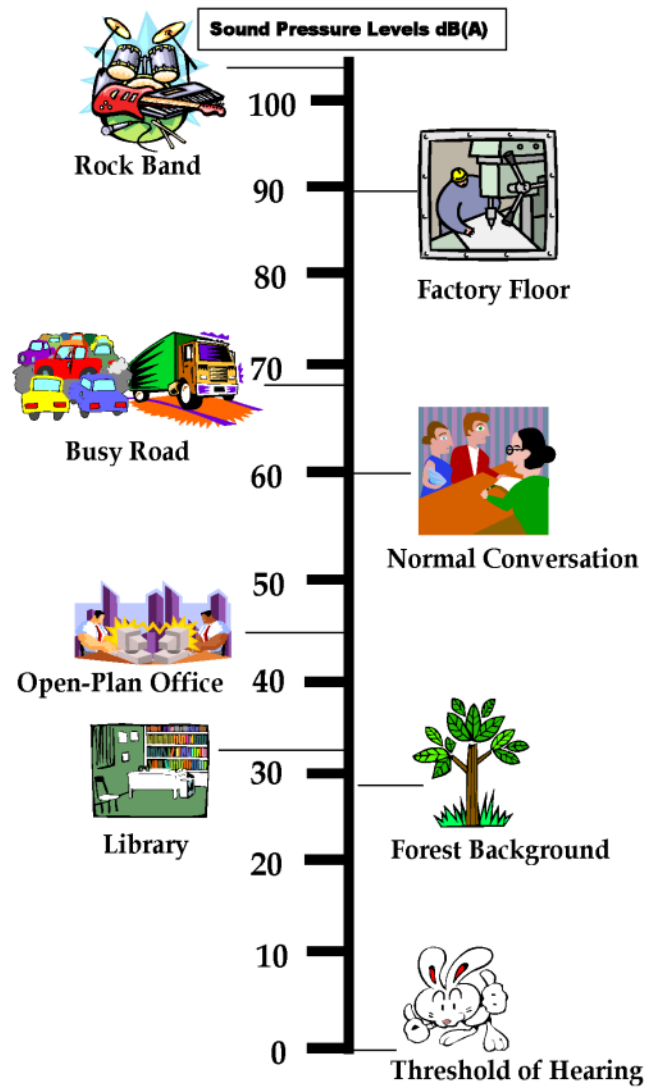 Sound Pressure Levels dB(A)
100
Rock Band
90
80
Factory Floor
70
Busy Road
60
Normal Conversation
50
Open-Plan Office
40
30
Library
Forest Background
20
10
0
Threshold of Hearing